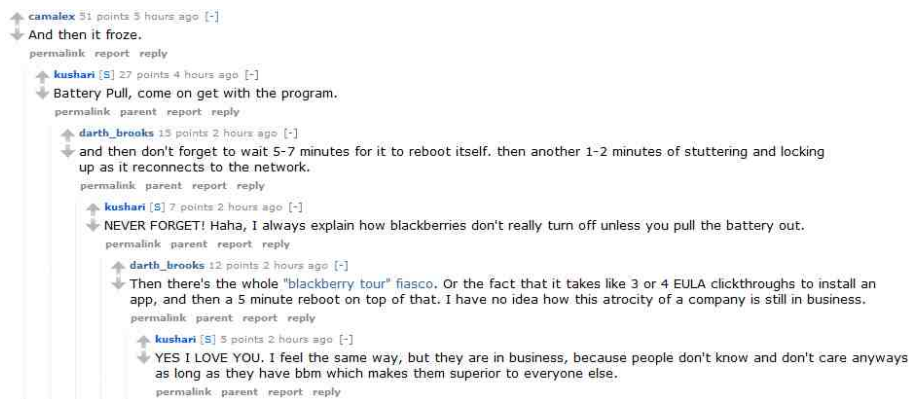 camalex 51 points 5 hours ago [-]
And then it froze.
permalink report reply
kushari [S] 27 points 4 hours ago [-]
Battery Pull, come on get with the program.
permalink parent report reply
darth_brooks 15 points 2 hours ago [-]
and then don't forget to wait 5-7 minutes for it to reboot itself. then another 1-2 minutes of stuttering and locking
up as it reconnects to the network.
permalink parent report reply
kushari [S] 7 points 2 hours ago [-]
NEVER FORGET! Haha, I always explain how blackberries don't really turn off unless you pull the battery out.
permalink parent report reply
darth_brooks 12 points 2 hours ago [-]
Then there's the whole "blackberry tour" fiasco. Or the fact that it takes like 3 or 4 EULA clickthroughs to install an
app, and then a 5 minute reboot on top of that. I have no idea how this atrocity of a company is still in business.
permalink parent report reply
kushari [S] 5 points 2 hours ago [-]
YES I LOVE YOU. I feel the same way, but they are in business, because people don't know and don't care anyways
as long as they have bbm which makes them superior to everyone else.
permalink parent report reply